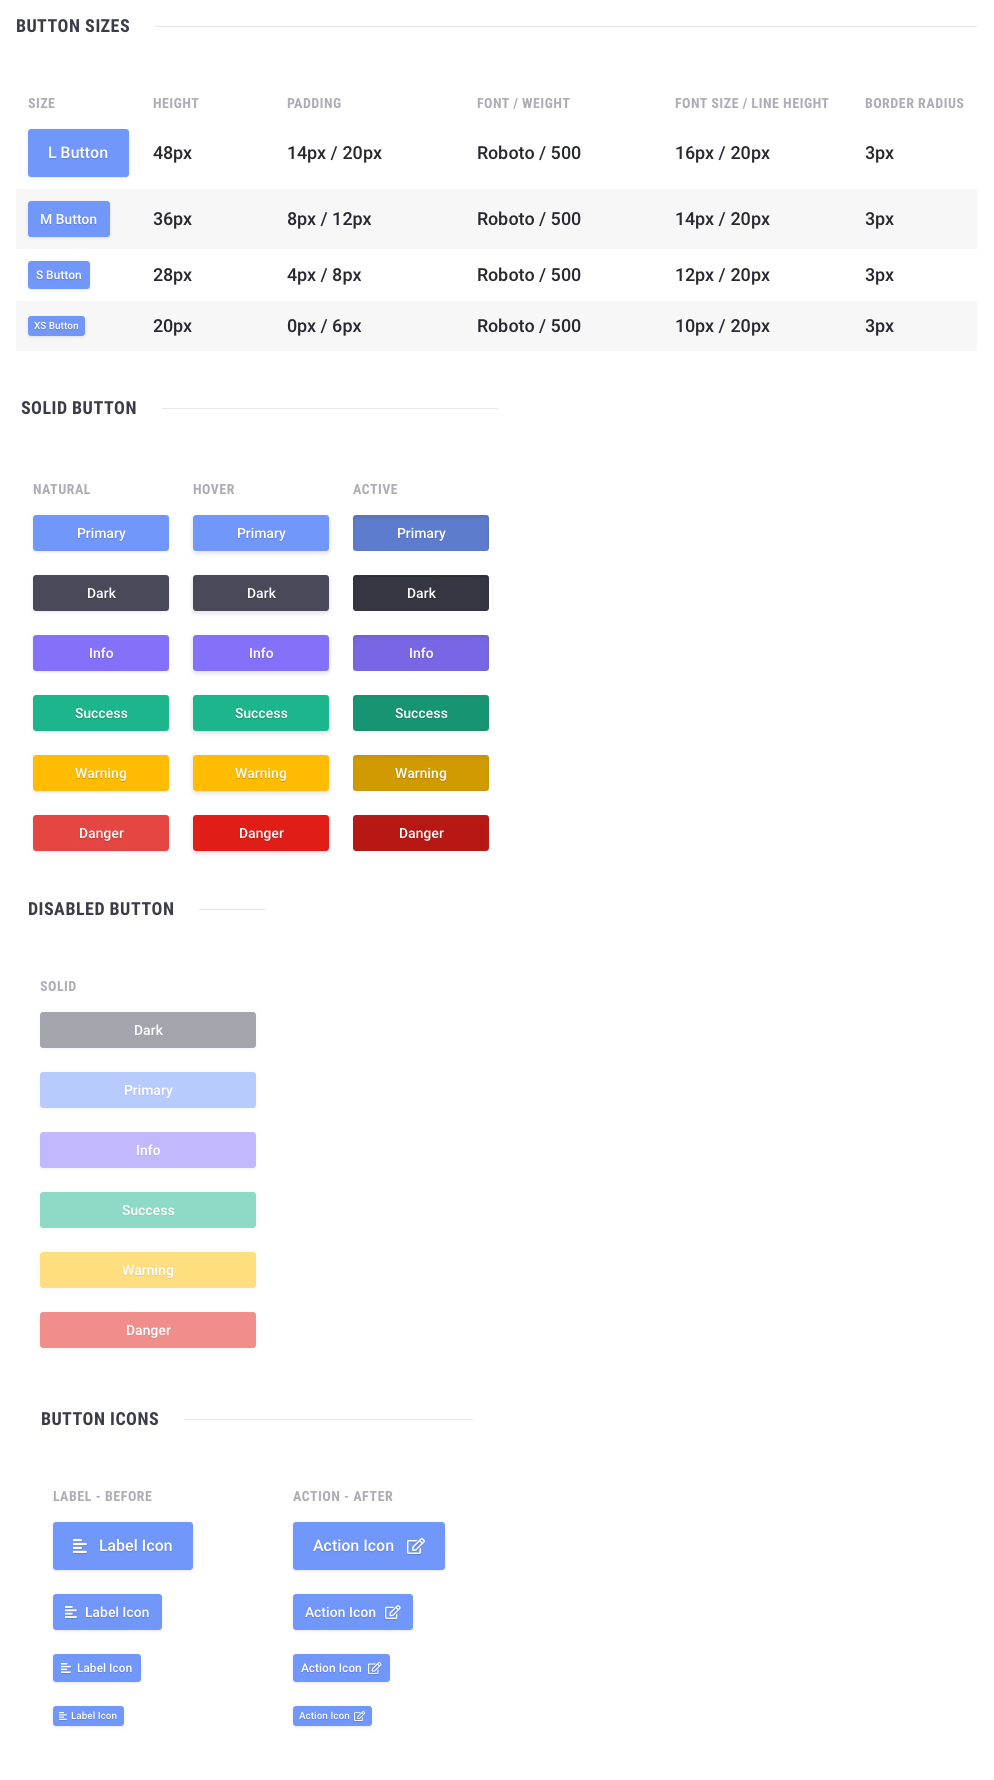 BUTTON SIZES
SIZE HEIGHT PADDING FONT / WEIGHT FONT SIZE / LINE HEIGHT BORDER RADIUS
L Button 48px 14px / 20px Roboto / 500 16px / 20px 3px
M Button 36px 8px / 12px Roboto / 500 14px / 20px 3px
S Button 28px 4px / 8px Roboto / 500 12px / 20px 3px
XS Button 20px 0px / 6px Roboto / 500 10px / 20px 3px
SOLID BUTTON
NATURAL HOVER ACTIVE
Primary Primary Primary
Dark Dark Dark
Info Info Info
Success Success Success
Warning Warning Warning
Danger Danger Danger
DISABLED BUTTON
SOLID
Dark
Primary
Info
Success
Warning
Danger
BUTTON ICONS
LABEL - BEFORE ACTION - AFTER
Label Icon Action Icon
Label Icon Action Icon
Label Icon Action Icon
Label Icon Action Icon